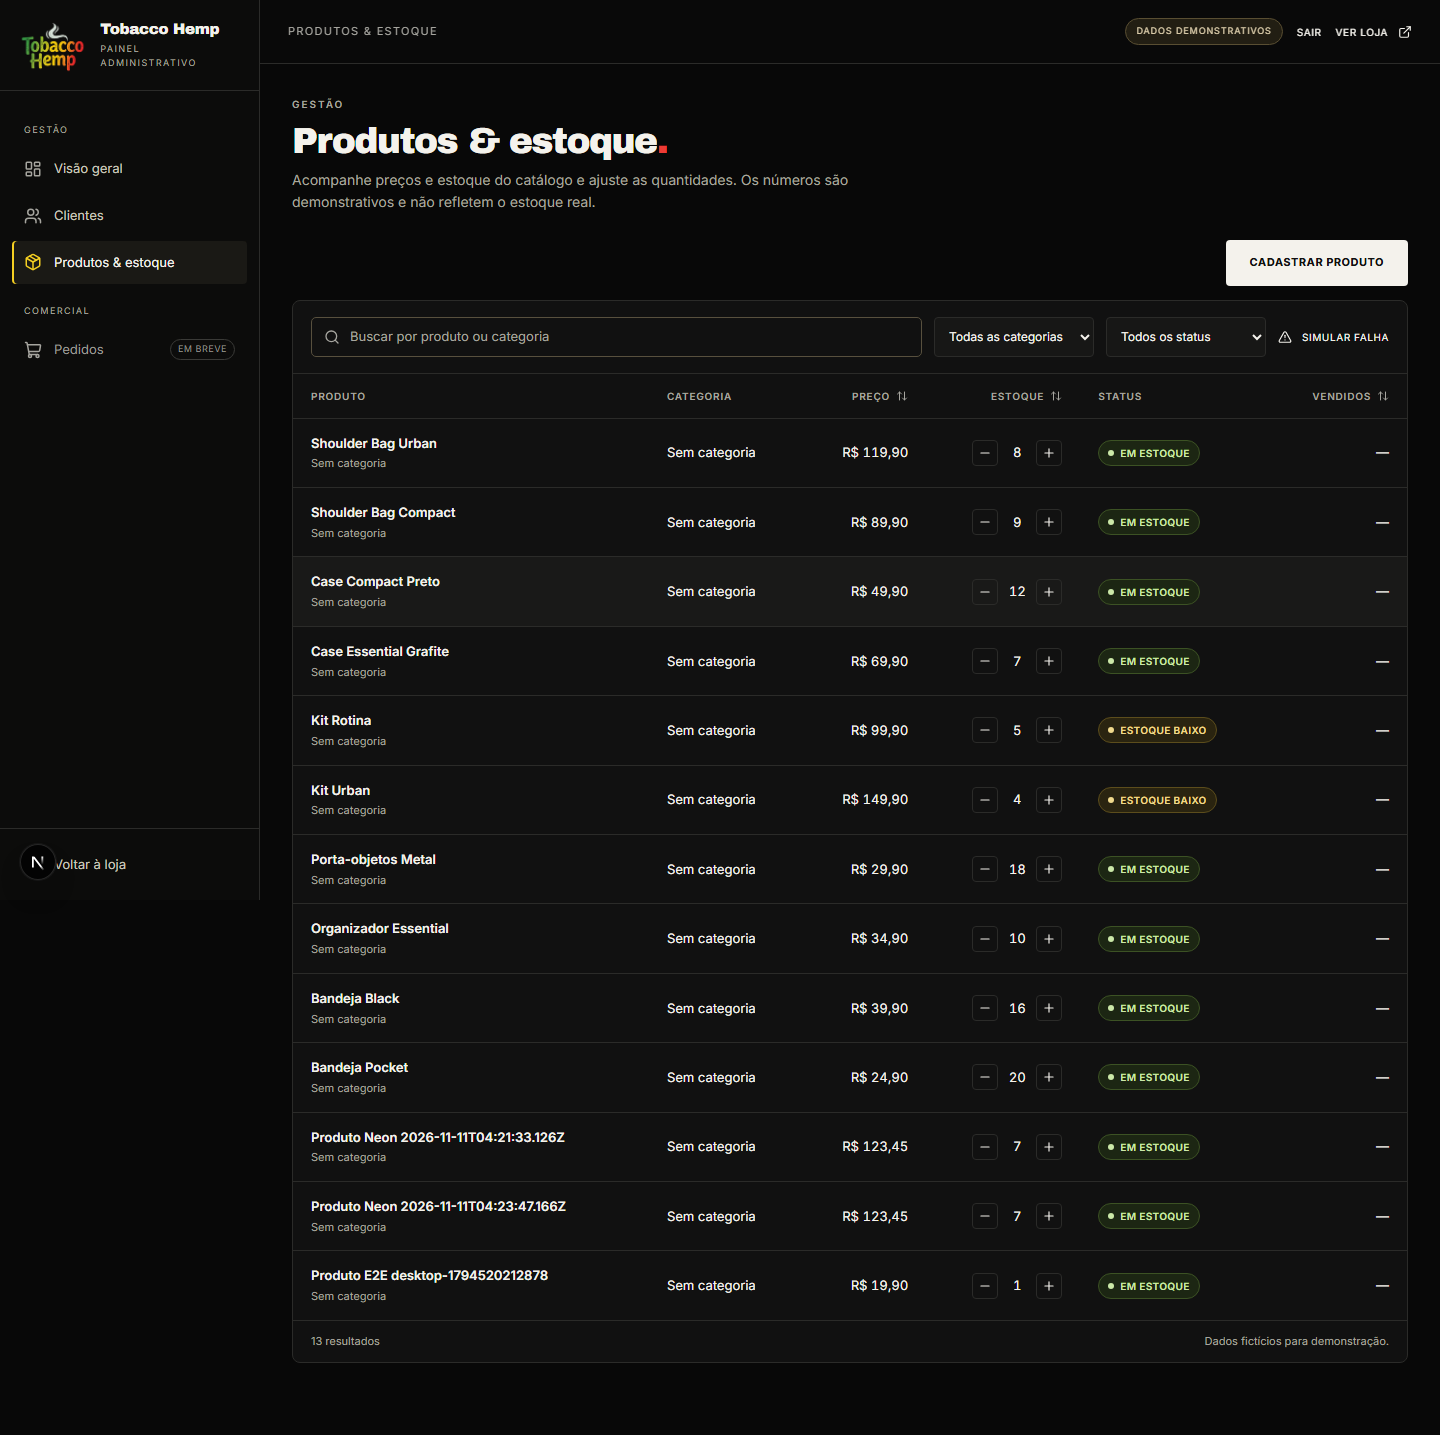 Tobacco Hemp
Tobacco Hemp
PAINEL
ADMINISTRATIVO
GESTÃO
Visão geral
Clientes
Produtos & estoque
COMERCIAL
Pedidos EM BREVE
N Voltar à loja
PRODUTOS & ESTOQUE
DADOS DEMONSTRATIVOS SAIR VER LOJA
GESTÃO
Produtos & estoque.
Acompanhe preços e estoque do catálogo e ajuste as quantidades. Os números são
demonstrativos e não refletem o estoque real.
CADASTRAR PRODUTO
Buscar por produto ou categoria Todas as categorias Todos os status SIMULAR FALHA
PRODUTO CATEGORIA PREÇO ESTOQUE STATUS VENDIDOS
Shoulder Bag Urban
Sem categoria Sem categoria R$ 119,90 − 8 + EM ESTOQUE —
Shoulder Bag Compact
Sem categoria Sem categoria R$ 89,90 − 9 + EM ESTOQUE —
Case Compact Preto
Sem categoria Sem categoria R$ 49,90 − 12 + EM ESTOQUE —
Case Essential Grafite
Sem categoria Sem categoria R$ 69,90 − 7 + EM ESTOQUE —
Kit Rotina
Sem categoria Sem categoria R$ 99,90 − 5 + ESTOQUE BAIXO —
Kit Urban
Sem categoria Sem categoria R$ 149,90 − 4 + ESTOQUE BAIXO —
Porta-objetos Metal
Sem categoria Sem categoria R$ 29,90 − 18 + EM ESTOQUE —
Organizador Essential
Sem categoria Sem categoria R$ 34,90 − 10 + EM ESTOQUE —
Bandeja Black
Sem categoria Sem categoria R$ 39,90 − 16 + EM ESTOQUE —
Bandeja Pocket
Sem categoria Sem categoria R$ 24,90 − 20 + EM ESTOQUE —
Produto Neon 2026-11-11T04:21:33.126Z
Sem categoria Sem categoria R$ 123,45 − 7 + EM ESTOQUE —
Produto Neon 2026-11-11T04:23:47.166Z
Sem categoria Sem categoria R$ 123,45 − 7 + EM ESTOQUE —
Produto E2E desktop-1794520212878
Sem categoria Sem categoria R$ 19,90 − 1 + EM ESTOQUE —
13 resultados Dados fictícios para demonstração.